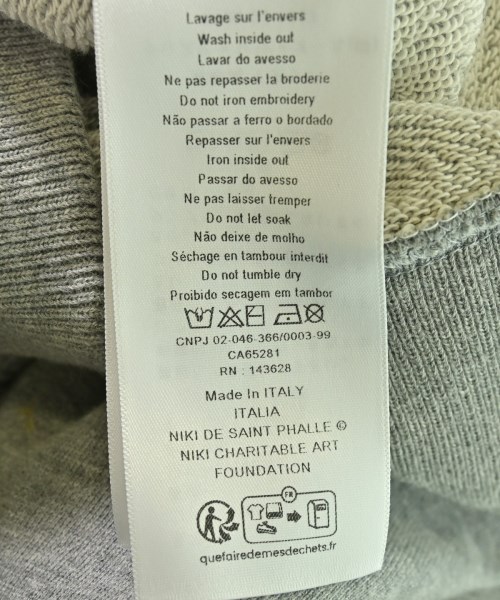 Lavage sur l'envers
Wash inside out
Lavar do avesso
Ne pas repasser la broderie
Do not iron embroidery
Não passar a ferro o bordado
Repasser sur l'envers
Iron inside out
Passar do avesso
Ne pas laisser tremper
Do not let soak
Não deixe de molho
Séchage en tambour interdit
Do not tumble dry
Proibido secagem em tambor
CNPJ 02-046-366/0003-99
CA65281
RN : 143628
Made In ITALY
ITALIA
NIKI DE SAINT PHALLE ©
NIKI CHARITABLE ART
FOUNDATION
FR
quefairedemesdechets.fr